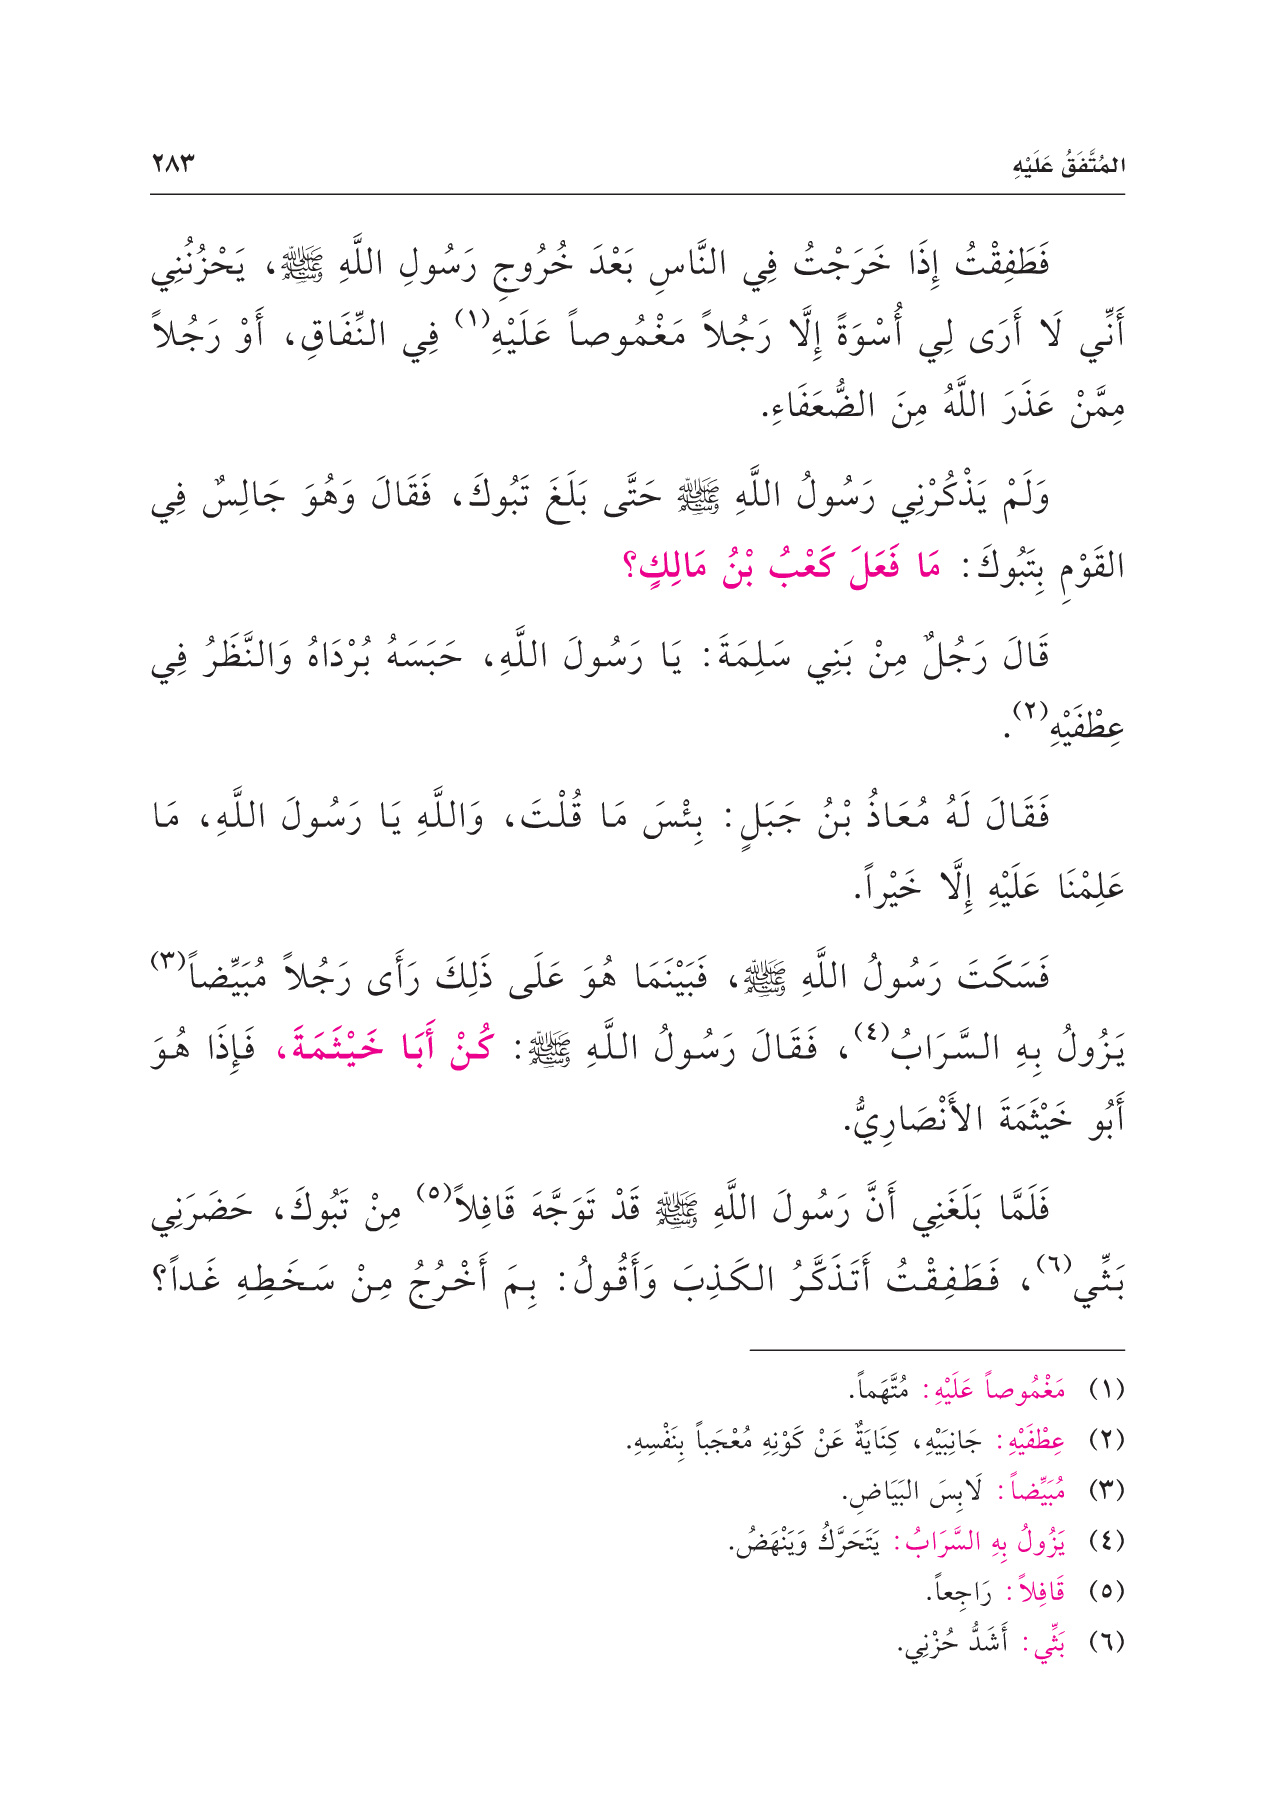 المُتَّفَقُ عَلَيْهِ ٢٨٣
فَطَفِقْتُ إِذَا خَرَجْتُ فِي النَّاسِ بَعْدَ خُرُوجِ رَسُولِ اللَّهِ ﷺ، يَحْزُنُنِي
أَنِّي لَا أَرَى لِي أُسْوَةً إِلَّا رَجُلاً مَغْمُوصاً عَلَيْهِ(١) فِي النِّفَاقِ، أَوْ رَجُلاً
مِمَّنْ عَذَرَ اللَّهُ مِنَ الضُّعَفَاءِ.
وَلَمْ يَذْكُرْنِي رَسُولُ اللَّهِ ﷺ حَتَّى بَلَغَ تَبُوكَ، فَقَالَ وَهُوَ جَالِسٌ فِي
القَوْمِ بِتَبُوكَ: مَا فَعَلَ كَعْبُ بْنُ مَالِكٍ؟
قَالَ رَجُلٌ مِنْ بَنِي سَلِمَةَ: يَا رَسُولَ اللَّهِ، حَبَسَهُ بُرْدَاهُ وَالنَّظَرُ فِي
عِطْفَيْهِ(٢).
فَقَالَ لَهُ مُعَاذُ بْنُ جَبَلٍ: بِئْسَ مَا قُلْتَ، وَاللَّهِ يَا رَسُولَ اللَّهِ، مَا
عَلِمْنَا عَلَيْهِ إِلَّا خَيْراً.
فَسَكَتَ رَسُولُ اللَّهِ ﷺ، فَبَيْنَمَا هُوَ عَلَى ذَلِكَ رَأَى رَجُلاً مُبَيِّضاً(٣)
يَزُولُ بِهِ السَّرَابُ(٤)، فَقَالَ رَسُولُ اللَّهِ ﷺ: كُنْ أَبَا خَيْثَمَةَ، فَإِذَا هُوَ
أَبُو خَيْثَمَةَ الأَنْصَارِيُّ.
فَلَمَّا بَلَغَنِي أَنَّ رَسُولَ اللَّهِ ﷺ قَدْ تَوَجَّهَ قَافِلاً(٥) مِنْ تَبُوكَ، حَضَرَنِي
بَثِّي(٦)، فَطَفِقْتُ أَتَذَكَّرُ الكَذِبَ وَأَقُولُ: بِمَ أَخْرُجُ مِنْ سَخَطِهِ غَداً؟
(١) مَغْمُوصاً عَلَيْهِ: مُتَّهَماً.
(٢) عِطْفَيْهِ: جَانِبَيْهِ، كِنَايَةٌ عَنْ كَوْنِهِ مُعْجَباً بِنَفْسِهِ.
(٣) مُبَيِّضاً: لَابِسَ البَيَاضِ.
(٤) يَزُولُ بِهِ السَّرَابُ: يَتَحَرَّكُ وَيَنْهَضُ.
(٥) قَافِلاً: رَاجِعاً.
(٦) بَثِّي: أَشَدُّ حُزْنِي.